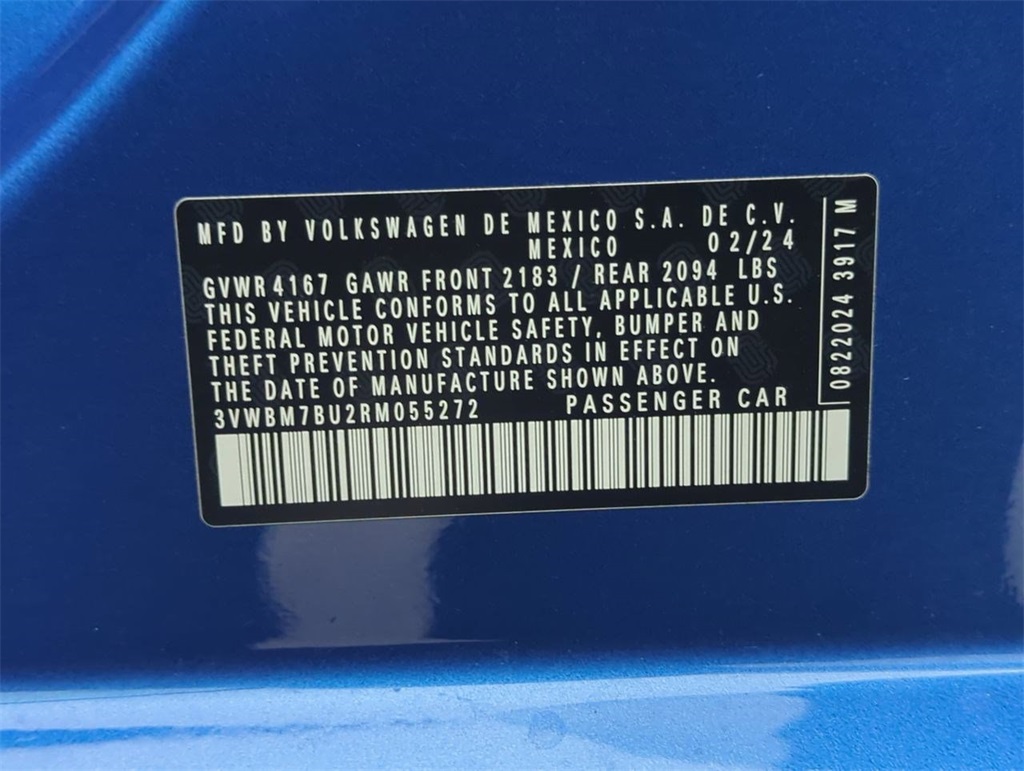 MFD BY VOLKSWAGEN DE MEXICO S.A. DE C.V.
MEXICO 02/24
GVWR 4167 GAWR FRONT 2183 / REAR 2094 LBS
THIS VEHICLE CONFORMS TO ALL APPLICABLE U.S.
FEDERAL MOTOR VEHICLE SAFETY, BUMPER AND
THEFT PREVENTION STANDARDS IN EFFECT ON
THE DATE OF MANUFACTURE SHOWN ABOVE.
3VWBM7BU2RM055272 PASSENGER CAR
0822024 3917 M